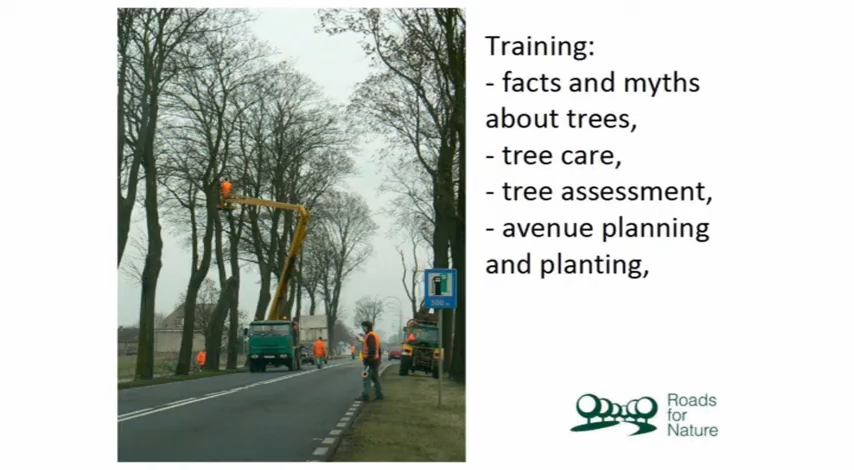 Training:
- facts and myths
about trees,
- tree care,
- tree assessment,
- avenue planning
and planting,
Roads
for
Nature